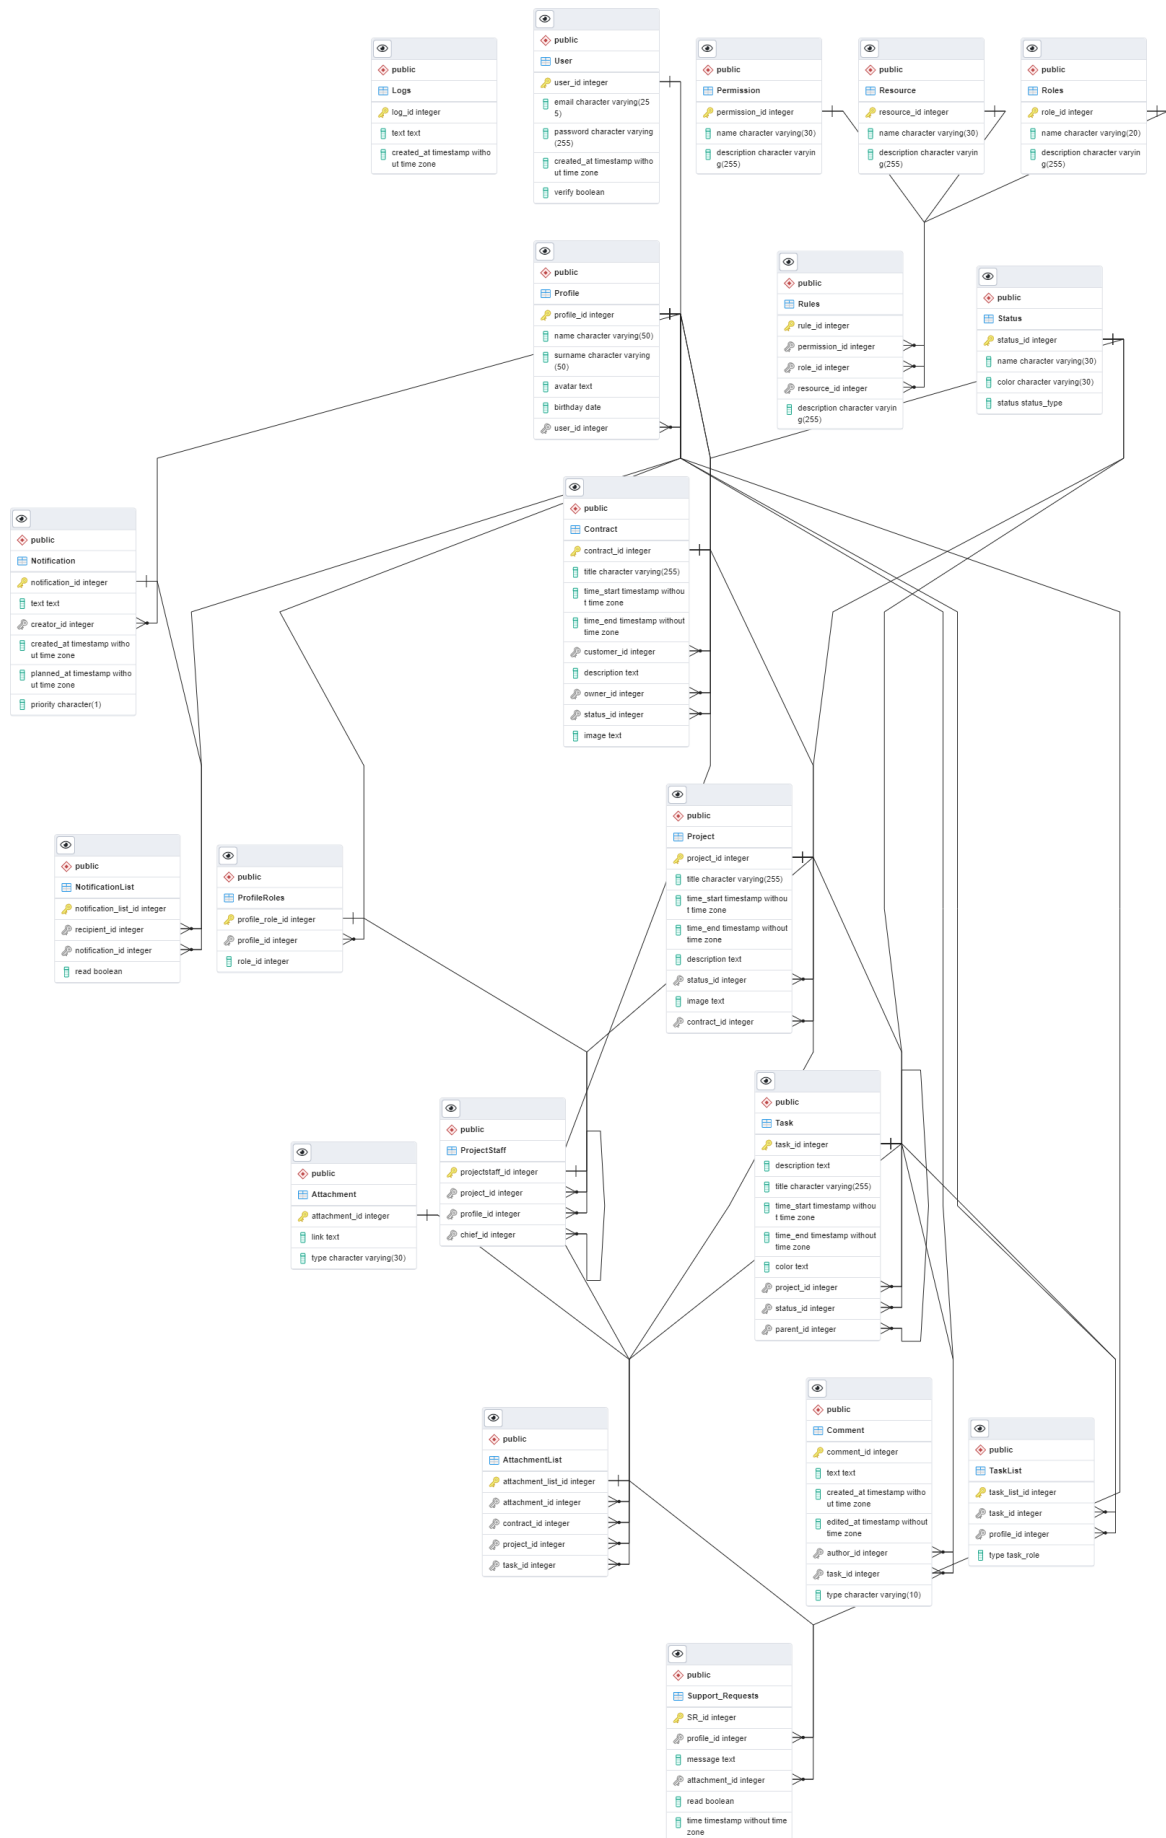 public
User
user_id integer
email character varying(25
5)
password character varying
(255)
created_at timestamp witho
ut time zone
verify boolean
public
Logs
log_id integer
text text
created_at timestamp witho
ut time zone
public
Permission
permission_id integer
name character varying(30)
description character varyin
g(255)
public
Resource
resource_id integer
name character varying(30)
description character varyin
g(255)
public
Roles
role_id integer
name character varying(20)
description character varyin
g(255)
public
Profile
profile_id integer
name character varying(50)
surname character varying
(50)
avatar text
birthday date
user_id integer
public
Rules
rule_id integer
permission_id integer
role_id integer
resource_id integer
description character varyin
g(255)
public
Status
status_id integer
name character varying(30)
color character varying(30)
status status_type
public
Contract
contract_id integer
title character varying(255)
time_start timestamp withou
t time zone
time_end timestamp without
time zone
customer_id integer
description text
owner_id integer
status_id integer
image text
public
Notification
notification_id integer
text text
creator_id integer
created_at timestamp witho
ut time zone
planned_at timestamp witho
ut time zone
priority character(1)
public
Project
project_id integer
title character varying(255)
time_start timestamp withou
t time zone
time_end timestamp without
time zone
description text
status_id integer
image text
contract_id integer
public
NotificationList
notification_list_id integer
recipient_id integer
notification_id integer
read boolean
public
ProfileRoles
profile_role_id integer
profile_id integer
role_id integer
public
Task
task_id integer
description text
title character varying(255)
time_start timestamp withou
t time zone
time_end timestamp without
time zone
color text
project_id integer
status_id integer
parent_id integer
public
ProjectStaff
projectstaff_id integer
project_id integer
profile_id integer
chief_id integer
public
Attachment
attachment_id integer
link text
type character varying(30)
public
Comment
comment_id integer
text text
created_at timestamp witho
ut time zone
edited_at timestamp without
time zone
author_id integer
task_id integer
type character varying(10)
public
AttachmentList
attachment_list_id integer
attachment_id integer
contract_id integer
project_id integer
task_id integer
public
TaskList
task_list_id integer
task_id integer
profile_id integer
type task_role
public
Support_Requests
SR_id integer
profile_id integer
message text
attachment_id integer
read boolean
time timestamp without time
zone